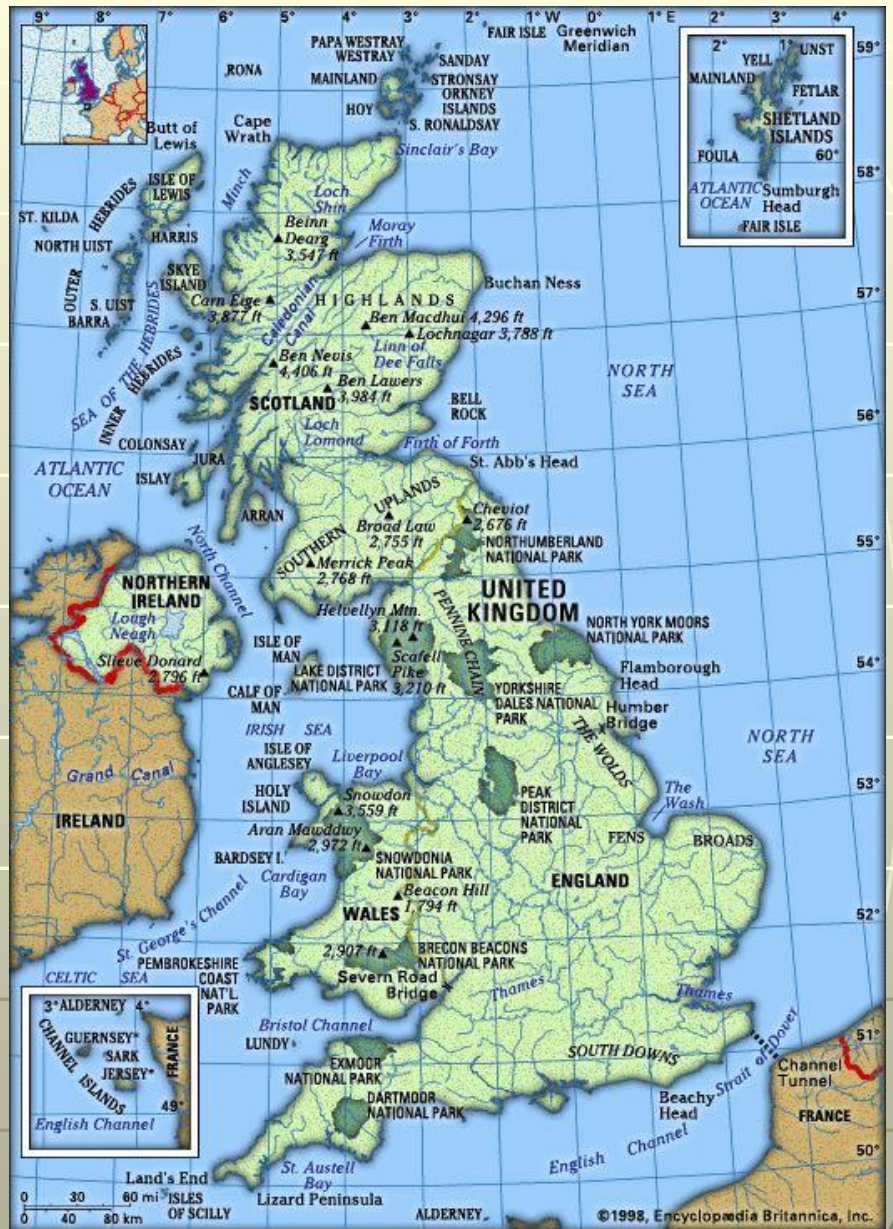 9°
8°
7°
6°
5°
4°
3°
2°
1° W
0°
1° E
2°
3°
4°
FAIR ISLE
Greenwich
Meridian
59°
PAPA WESTRAY
WESTRAY
SANDAY
MAINLAND
STRONSAY
ORKNEY
ISLANDS
HOY
S. RONALDSAY
RONA
Cape
Wrath
Butt of
Lewis
Sinclair's Bay
2°
1°
UNST
YELL
MAINLAND
FETLAR
SHETLAND
ISLANDS
60°
FOULA
ATLANTIC
OCEAN
Sumburgh
Head
FAIR ISLE
58°
ISLE OF
LEWIS
HEBRIDES
Minch
Loch
Shin
ST. KILDA
HARRIS
Beinn
Dearg
3,547 ft
Moray
Firth
NORTH UIST
OUTER
SKYE
ISLAND
S. UIST
BARRA
Carn Eige
3,877 ft
Caledonian
Canal
HIGHLANDS
Buchan Ness
57°
Ben Macdhui 4,296 ft
Lochnagar 3,788 ft
Linn of
Dee Falls
SEA OF THE HEBRIDES
Ben Nevis
4,406 ft
Ben Lawers
3,984 ft
NORTH
SEA
INNER
HEBRIDES
SCOTLAND
BELL
ROCK
56°
Loch
Lomond
COLONSAY
JURA
Firth of Forth
ATLANTIC
OCEAN
ISLAY
St. Abb's Head
ARRAN
SOUTHERN
UPLANDS
Cheviot
2,676 ft
Broad Law
2,755 ft
55°
North Channel
NORTHUMBERLAND
NATIONAL PARK
Merrick Peak
2,768 ft
NORTHERN
IRELAND
UNITED
KINGDOM
Lough
Neagh
Helvellyn Mtn.
3,118 ft
PENNINE CHAIN
NORTH YORK MOORS
NATIONAL PARK
ISLE OF
MAN
Slieve Donard
2,796 ft
Scafell
Pike
3,210 ft
LAKE DISTRICT
NATIONAL PARK
Flamborough
Head
54°
CALF OF
MAN
YORKSHIRE
DALES NATIONAL
PARK
Humber
Bridge
IRISH SEA
THE WOLDS
NORTH
SEA
ISLE OF
ANGLESEY
Liverpool
Bay
Grand Canal
HOLY
ISLAND
Snowdon
3,559 ft
PEAK
DISTRICT
NATIONAL
PARK
The
Wash
53°
IRELAND
Aran Mawddwy
2,972 ft
FENS
BROADS
BARDSEY I.
SNOWDONIA
NATIONAL PARK
Cardigan
Bay
ENGLAND
Beacon Hill
1,794 ft
WALES
52°
St. George's Channel
2,907 ft
BRECON BEACONS
NATIONAL PARK
PEMBROKESHIRE
COAST
NAT'L.
PARK
CELTIC SEA
Severn Road
Bridge
Thames
Thames
3°
ALDERNEY
4°
GUERNSEY*
SARK
JERSEY*
CHANNEL ISLANDS
FRANCE
49°
English Channel
Bristol Channel
LUNDY
51°
SOUTH DOWNS
Strait of Dover
EXMOOR
NATIONAL PARK
Channel
Tunnel
DARTMOOR
NATIONAL PARK
Beachy
Head
FRANCE
English Channel
50°
Land's End
St. Austell
Bay
0 30 60 mi
0 40 80 km
ISLES
OF SCILLY
Lizard Peninsula
ALDERNEY
©1998, Encyclopædia Britannica, Inc.